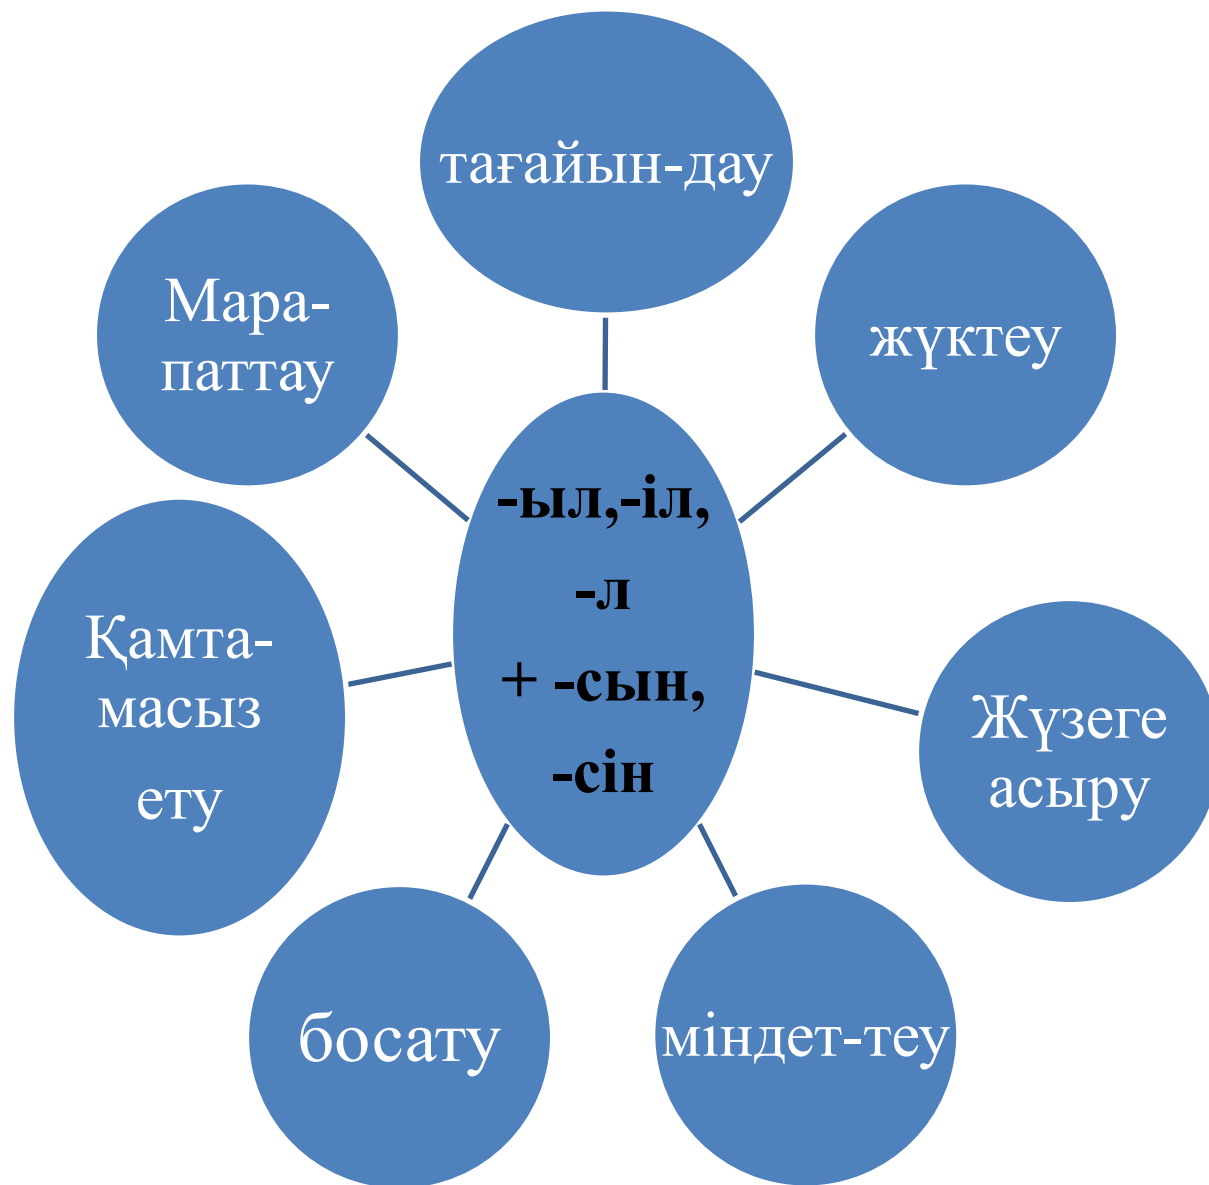 тағайын-дау
Мара-
паттау
жүктеу
-ыл,-іл,
-л
+ -сын,
-сін
Қамта-
масыз
ету
Жүзеге
асыру
босату
міндет-теу